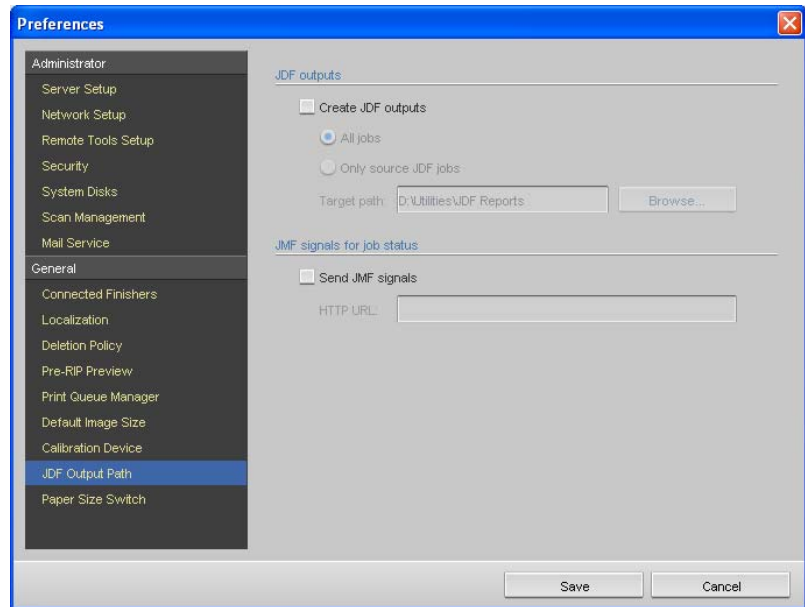 Preferences
Administrator
Server Setup
Network Setup
Remote Tools Setup
Security
System Disks
Scan Management
Mail Service
General
Connected Finishers
Localization
Deletion Policy
Pre-RIP Preview
Print Queue Manager
Default Image Size
Calibration Device
JDF Output Path
Paper Size Switch
JDF outputs
Create JDF outputs
All jobs
Only source JDF jobs
Target path: D:\Utilities\JDF Reports Browse...
JMF signals for job status
Send JMF signals
HTTP URL:
Save Cancel